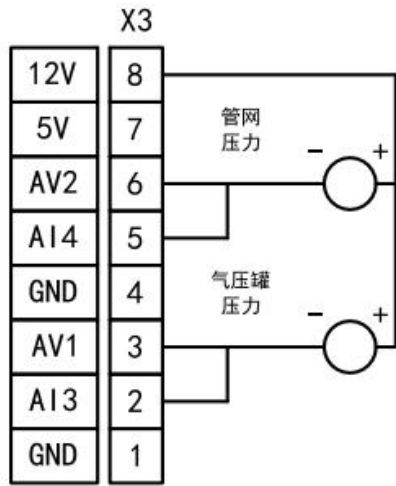 X3
12V 8
5V 7
管网
压力
- +
AV2 6
AI4 5
GND 4
气压罐
压力
- +
AV1 3
AI3 2
GND 1